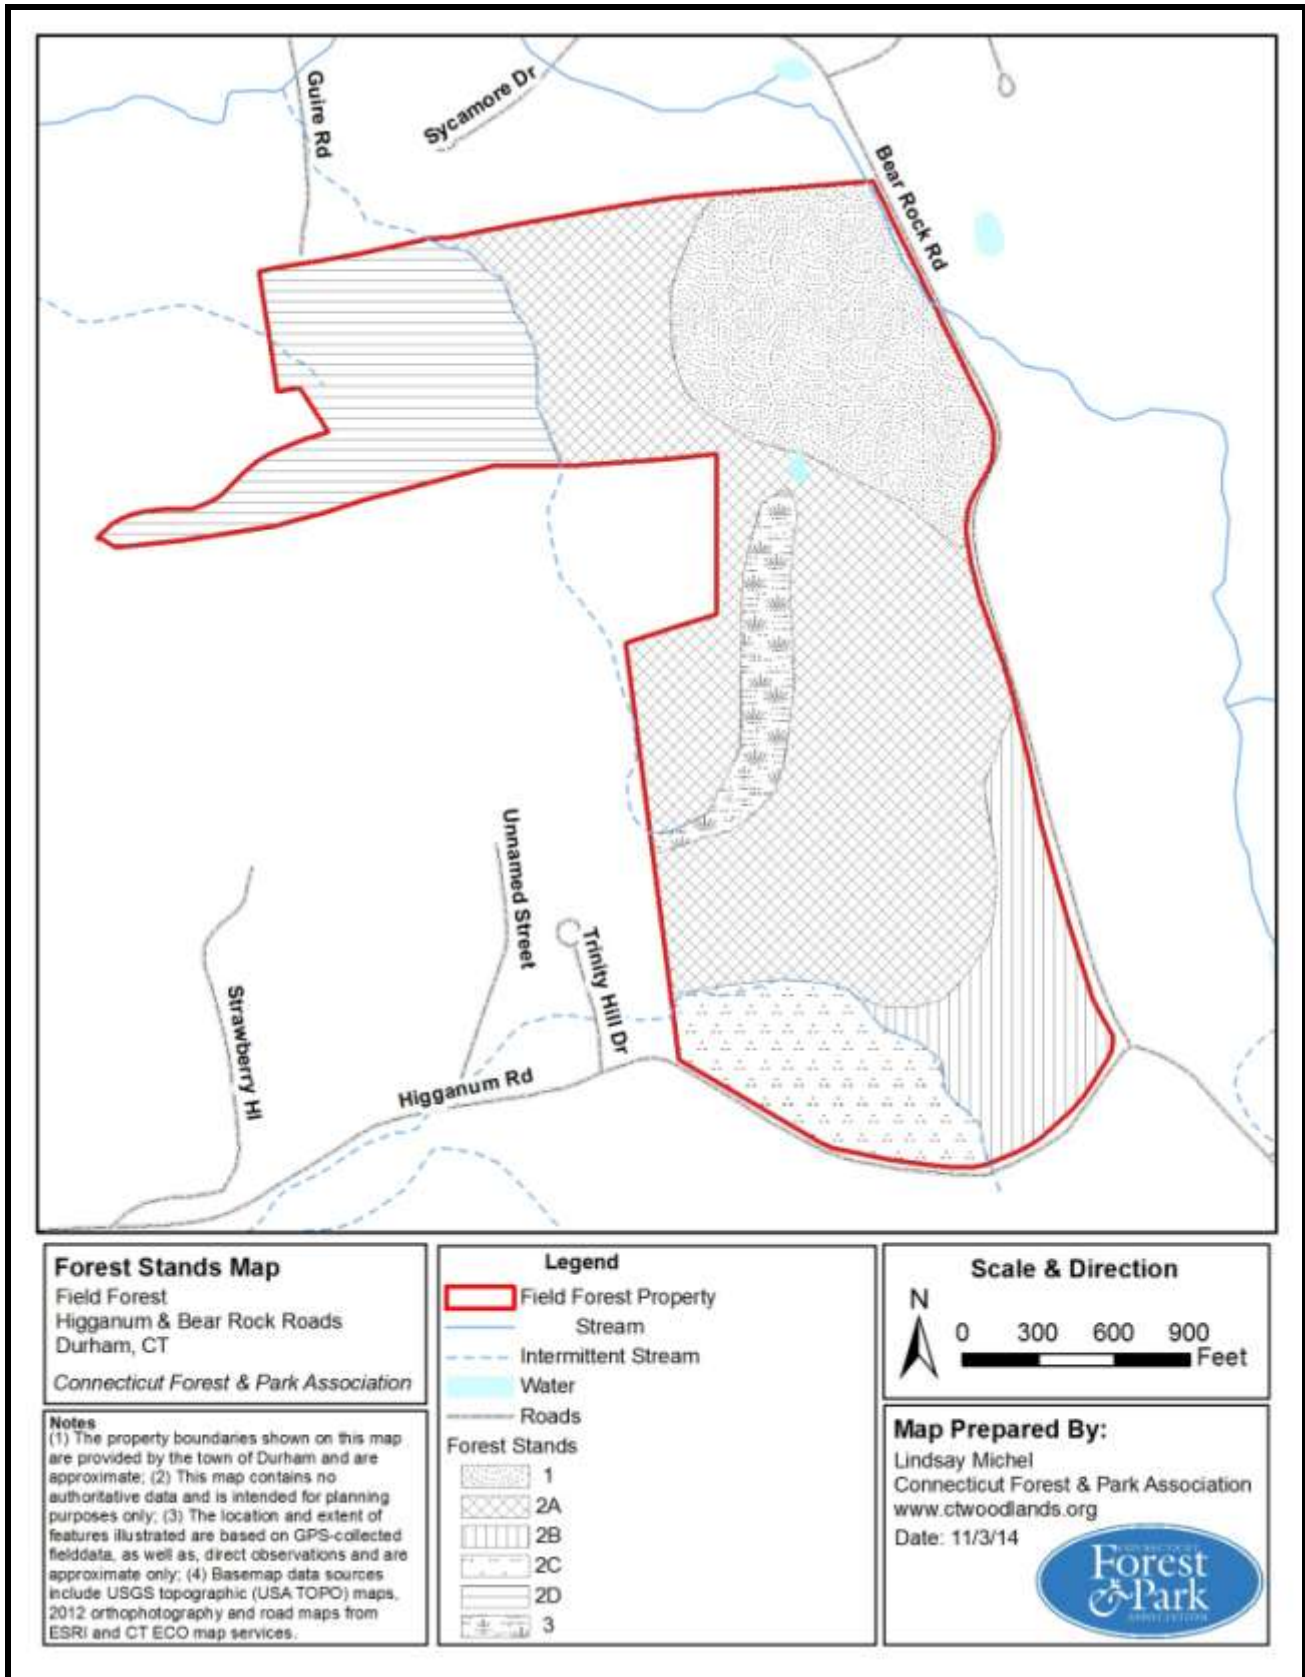 Guire Rd
Sycamore Dr
Bear Rock Rd
Unnamed Street
Trinity Hill Dr
Strawberry Hl
Higganum Rd
Forest Stands Map
Field Forest
Higganum & Bear Rock Roads
Durham, CT
Connecticut Forest & Park Association
Notes
(1) The property boundaries shown on this map
are provided by the town of Durham and are
approximate; (2) This map contains no
authoritative data and is intended for planning
purposes only; (3) The location and extent of
features illustrated are based on GPS-collected
fielddata, as well as, direct observations and are
approximate only; (4) Basemap data sources
include USGS topographic (USA TOPO) maps,
2012 orthophotography and road maps from
ESRI and CT ECO map services.
Legend
Field Forest Property
Stream
Intermittent Stream
Water
Roads
Forest Stands
1
2A
2B
2C
2D
3
Scale & Direction
N
0 300 600 900
Feet
Map Prepared By:
Lindsay Michel
Connecticut Forest & Park Association
www.ctwoodlands.org
Date: 11/3/14
CONNECTICUT
Forest
& Park
ASSOCIATION